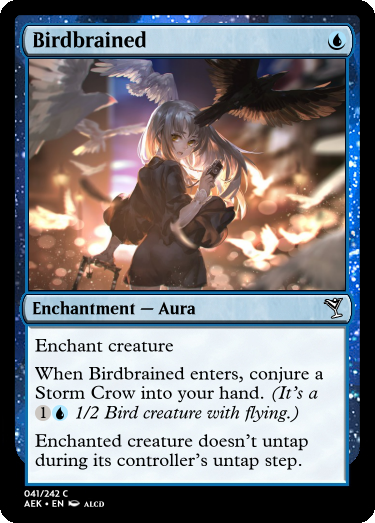 Birdbrained
Enchantment — Aura
Enchant creature
When Birdbrained enters, conjure a
Storm Crow into your hand. (It's a
1 1/2 Bird creature with flying.)
Enchanted creature doesn't untap
during its controller's untap step.
041/242 C
AEK • EN ALCD